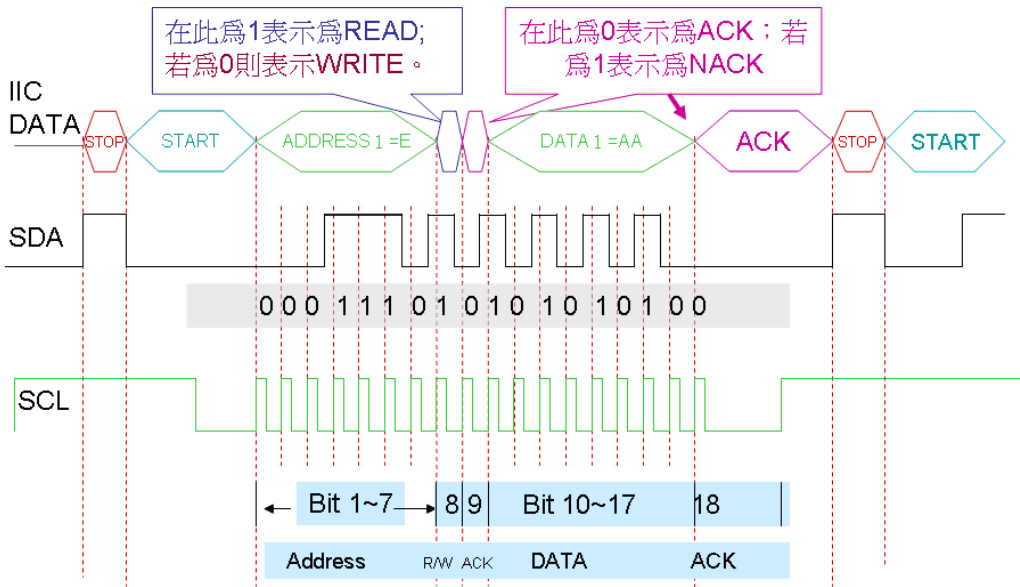 在此爲1表示爲READ;
若爲0則表示WRITE。
在此爲0表示爲ACK；若
爲1表示爲NACK
IIC
DATA
STOP
START
ADDRESS 1 =E
DATA 1 =AA
ACK
STOP
START
SDA
0 0 0 1 1 1 0 1 0 1 0 1 0 1 0 1 0 0
SCL
Bit 1~7
8
9
Bit 10~17
18
Address
R/W
ACK
DATA
ACK